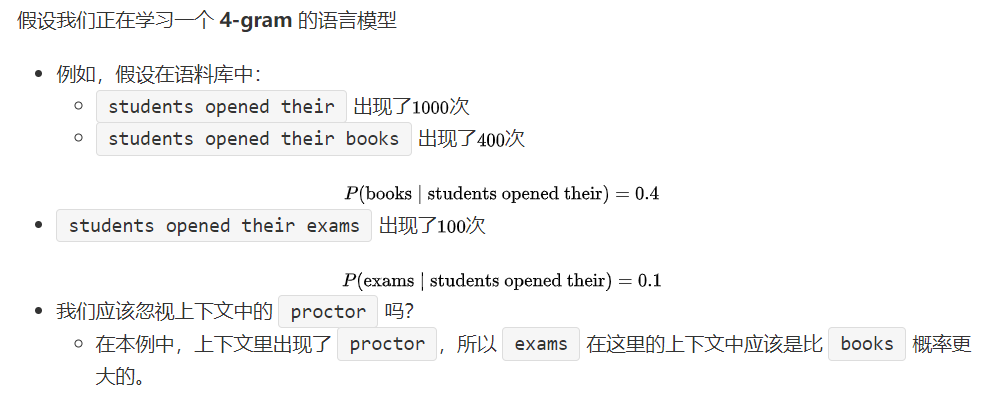 假设我们正在学习一个 4-gram 的语言模型
• 例如，假设在语料库中：
○ students opened their 出现了1000次
○ students opened their books 出现了400次
P(books | students opened their) = 0.4
• students opened their exams 出现了100次
P(exams | students opened their) = 0.1
• 我们应该忽视上下文中的 proctor 吗？
○ 在本例中，上下文里出现了 proctor，所以 exams 在这里的上下文中应该是比 books 概率更
大的。